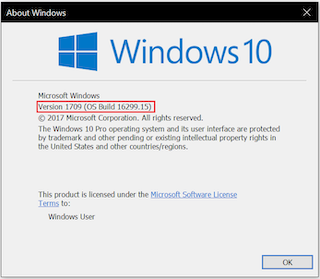 About Windows
Windows 10
Microsoft Windows
Version 1709 (OS Build 16299.15)
© 2017 Microsoft Corporation. All rights reserved.
The Windows 10 Pro operating system and its user interface are protected
by trademark and other pending or existing intellectual property rights in
the United States and other countries/regions.
This product is licensed under the Microsoft Software License
Terms to:
Windows User
OK